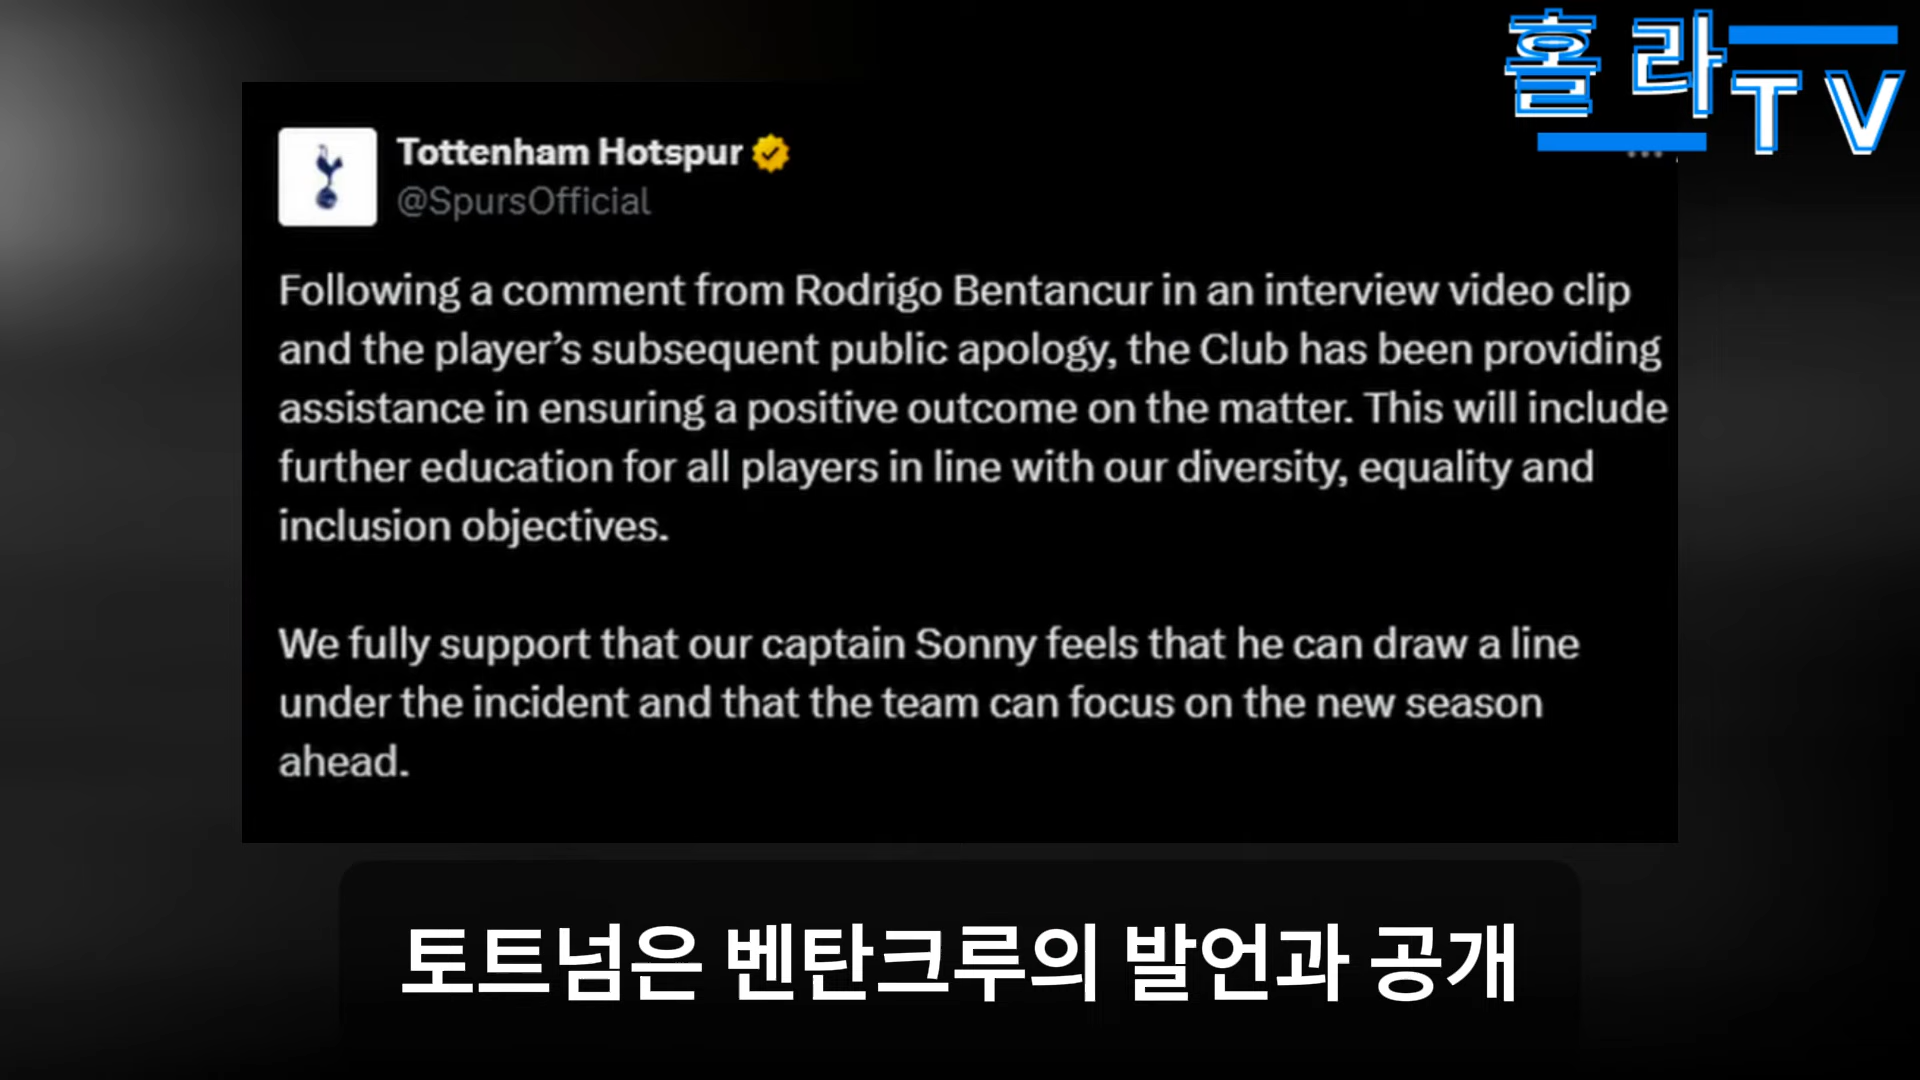 홀라TV
Tottenham Hotspur
@SpursOfficial
Following a comment from Rodrigo Bentancur in an interview video clip
and the player’s subsequent public apology, the Club has been providing
assistance in ensuring a positive outcome on the matter. This will include
further education for all players in line with our diversity, equality and
inclusion objectives.
We fully support that our captain Sonny feels that he can draw a line
under the incident and that the team can focus on the new season
ahead.
토트넘은 벤탄크루의 발언과 공개